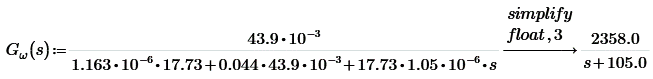 simplify
float , 3
G_ω(s) := 43.9 · 10^−3 / (1.163 · 10^−6 · 17.73 + 0.044 · 43.9 · 10^−3 + 17.73 · 1.05 · 10^−6 · s) → 2358.0 / (s + 105.0)